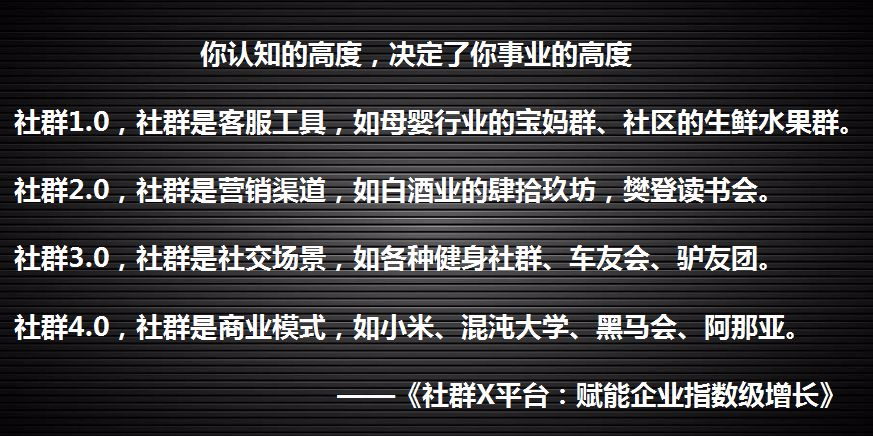 你认知的高度，决定了你事业的高度
社群1.0，社群是客服工具，如母婴行业的宝妈群、社区的生鲜水果群。
社群2.0，社群是营销渠道，如白酒业的肆拾玖坊，樊登读书会。
社群3.0，社群是社交场景，如各种健身社群、车友会、驴友团。
社群4.0，社群是商业模式，如小米、混沌大学、黑马会、阿那亚。
——《社群X平台：赋能企业指数级增长》